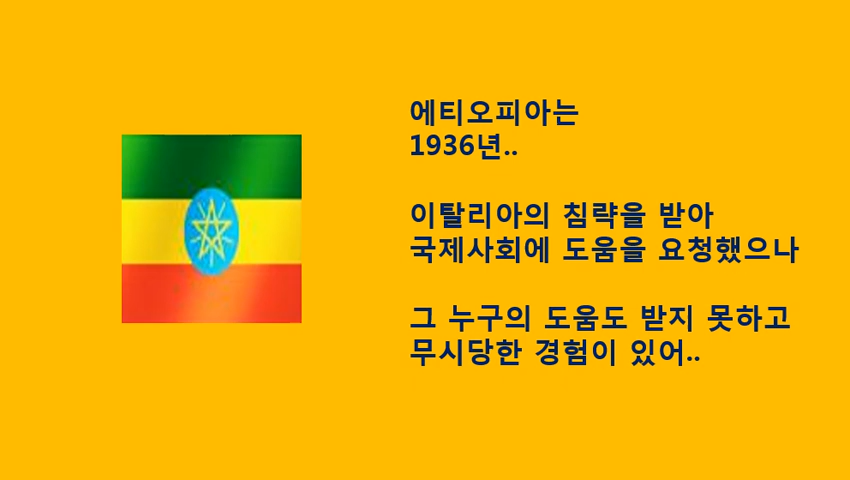 에티오피아는
1936년..
이탈리아의 침략을 받아
국제사회에 도움을 요청했으나
그 누구의 도움도 받지 못하고
무시당한 경험이 있어..